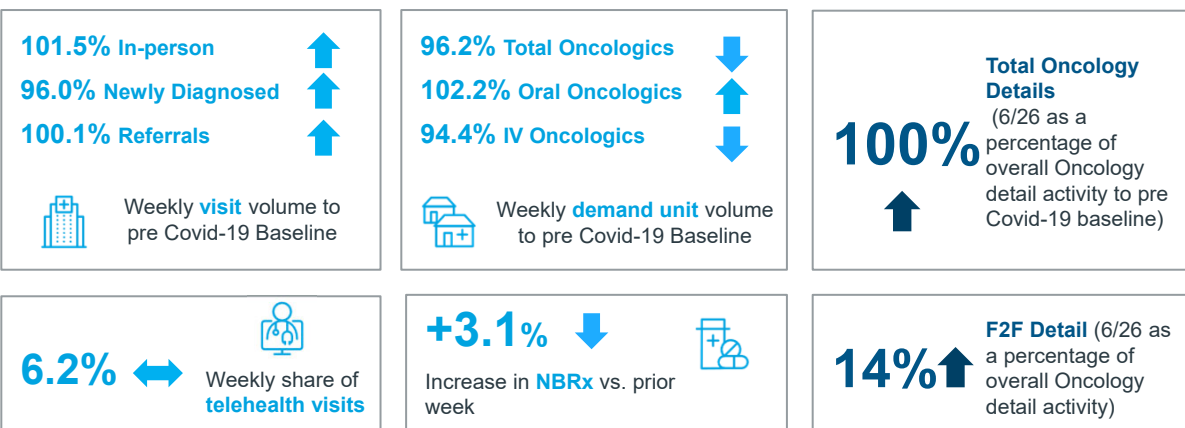 101.5% In-person
96.0% Newly Diagnosed
100.1% Referrals
Weekly visit volume to
pre Covid-19 Baseline
96.2% Total Oncologics
102.2% Oral Oncologics
94.4% IV Oncologics
Weekly demand unit volume
to pre Covid-19 Baseline
100%
Total Oncology
Details
(6/26 as a
percentage of
overall Oncology
detail activity to pre
Covid-19 baseline)
6.2%
Weekly share of
telehealth visits
+3.1%
Increase in NBRx vs. prior
week
14%
F2F Detail (6/26 as
a percentage of
overall Oncology
detail activity)